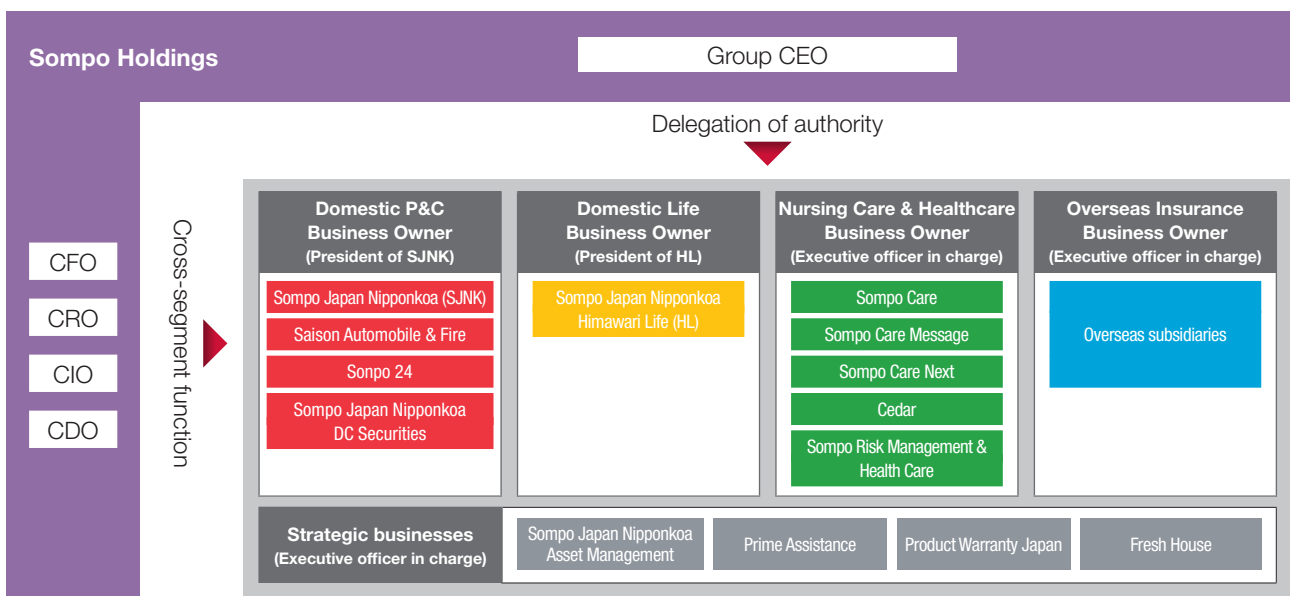 Sompo Holdings
Group CEO
Delegation of authority
CFO
CRO
CIO
CDO
Cross-segment function
Domestic P&C
Business Owner
(President of SJNK)
Sompo Japan Nipponkoa (SJNK)
Saison Automobile & Fire
Sonpo 24
Sompo Japan Nipponkoa
DC Securities
Domestic Life
Business Owner
(President of HL)
Sompo Japan Nipponkoa
Himawari Life (HL)
Nursing Care & Healthcare
Business Owner
(Executive officer in charge)
Sompo Care
Sompo Care Message
Sompo Care Next
Cedar
Sompo Risk Management &
Health Care
Overseas Insurance
Business Owner
(Executive officer in charge)
Overseas subsidiaries
Strategic businesses
(Executive officer in charge)
Sompo Japan Nipponkoa
Asset Management
Prime Assistance
Product Warranty Japan
Fresh House